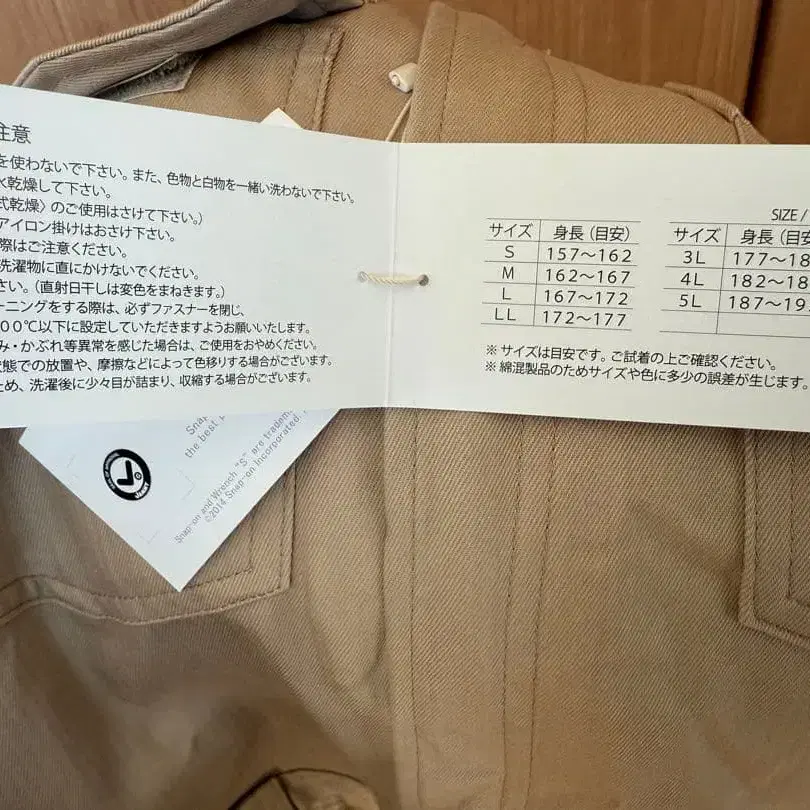 注意
を使わないで下さい。また、色物と白物を一緒い洗わないで下さい。
水乾燥して下さい。
式乾燥〉のご使用はさけて下さい。）
アイロン掛けはおさけ下さい。
際はご注意ください。
洗濯物に直にかけないでください。
さい。（直射日干しは変色をまねきます。）
ーニングをする際は、必ずファスナーを閉じ、
００℃以下に設定していただきますようお願いいたします。
み・かぶれ等異常を感じた場合は、ご使用をおやめください。
状態での放置や、摩擦などによって色移りする場合がございます。
ため、洗濯後に少々目が詰まり、収縮する場合がございます。
SIZE /
サイズ 身長（目安）
S 157～162
M 162～167
L 167～172
LL 172～177
サイズ 身長（目安
3L 177～18
4L 182～18
5L 187～19
※サイズは目安です。ご試着の上ご確認ください。
※綿混製品のためサイズや色に多少の誤差が生じます。
Snap-
the best p
Snap-on and Wrench "S" are tradem
©2014 Snap-on Incorporated.